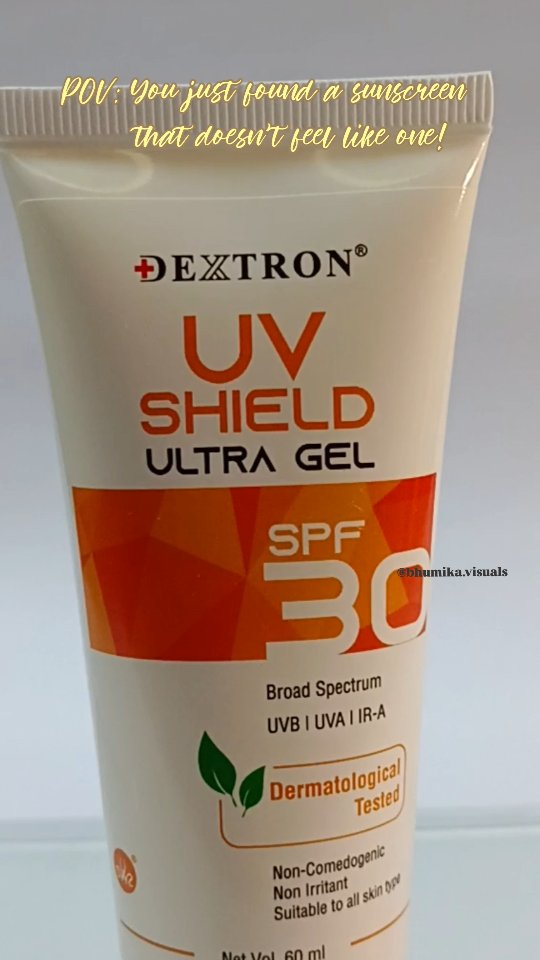 POV: You just found a sunscreen
that doesn't feel like one!
DEXTRON®
UV
SHIELD
ULTRA GEL
SPF
30
@bhumika.visuals
Broad Spectrum
UVB | UVA | IR-A
Dermatological
Tested
Non-Comedogenic
Non Irritant
Suitable to all skin type
Net Vol. 60 ml